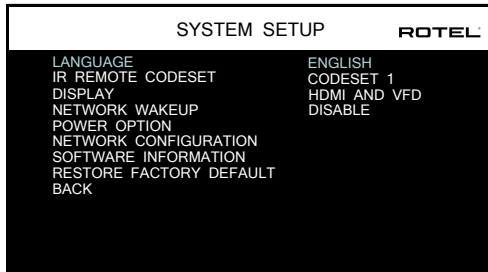 SYSTEM SETUP ROTEL
LANGUAGE ENGLISH
IR REMOTE CODESET CODESET 1
DISPLAY HDMI AND VFD
NETWORK WAKEUP DISABLE
POWER OPTION
NETWORK CONFIGURATION
SOFTWARE INFORMATION
RESTORE FACTORY DEFAULT
BACK